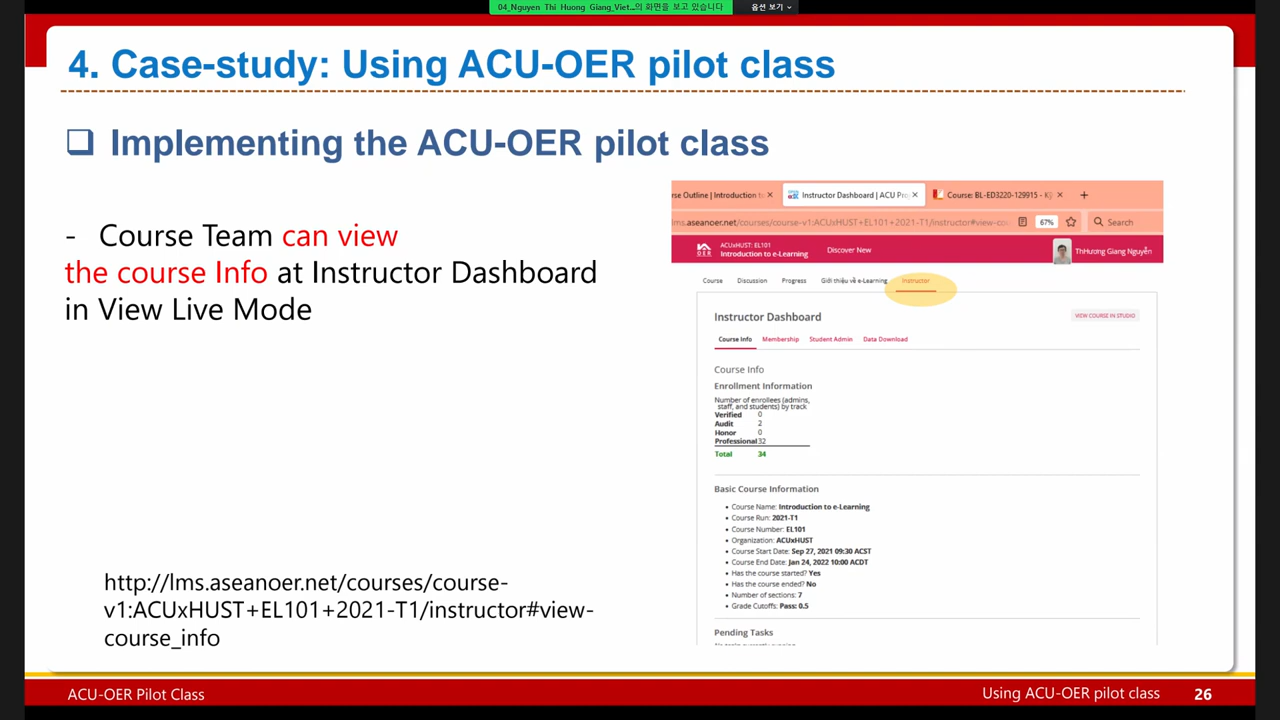 04_Nguyen Thi Huong Giang_Viet...의 화면을 보고 있습니다
옵션 보기
4. Case-study: Using ACU-OER pilot class
Implementing the ACU-OER pilot class
- Course Team can view
the course Info at Instructor Dashboard
in View Live Mode
http://lms.aseanoer.net/courses/course-
v1:ACUxHUST+EL101+2021-T1/instructor#view-
course_info
rse Outline | Introduction t
Instructor Dashboard | ACU Pro
Course: BL-ED3220-129915 - Kỹ
lms.aseanoer.net/courses/course-v1:ACUxHUST+EL101+2021-T1/instructor#view-co
67%
Search
OER
ACUxHUST: EL101
Introduction to e-Learning
Discover New
ThHương Giang Nguyễn
Course
Discussion
Progress
Giới thiệu về e-Learning
Instructor
Instructor Dashboard
VIEW COURSE IN STUDIO
Course Info
Membership
Student Admin
Data Download
Course Info
Enrollment Information
Number of enrollees (admins,
staff, and students) by track
Verified 0
Audit 2
Honor 0
Professional 32
Total 34
Basic Course Information
• Course Name: Introduction to e-Learning
• Course Run: 2021-T1
• Course Number: EL101
• Organization: ACUxHUST
• Course Start Date: Sep 27, 2021 09:30 ACST
• Course End Date: Jan 24, 2022 10:00 ACDT
• Has the course started? Yes
• Has the course ended? No
• Number of sections: 7
• Grade Cutoffs: Pass: 0.5
Pending Tasks
ACU-OER Pilot Class
Using ACU-OER pilot class
26